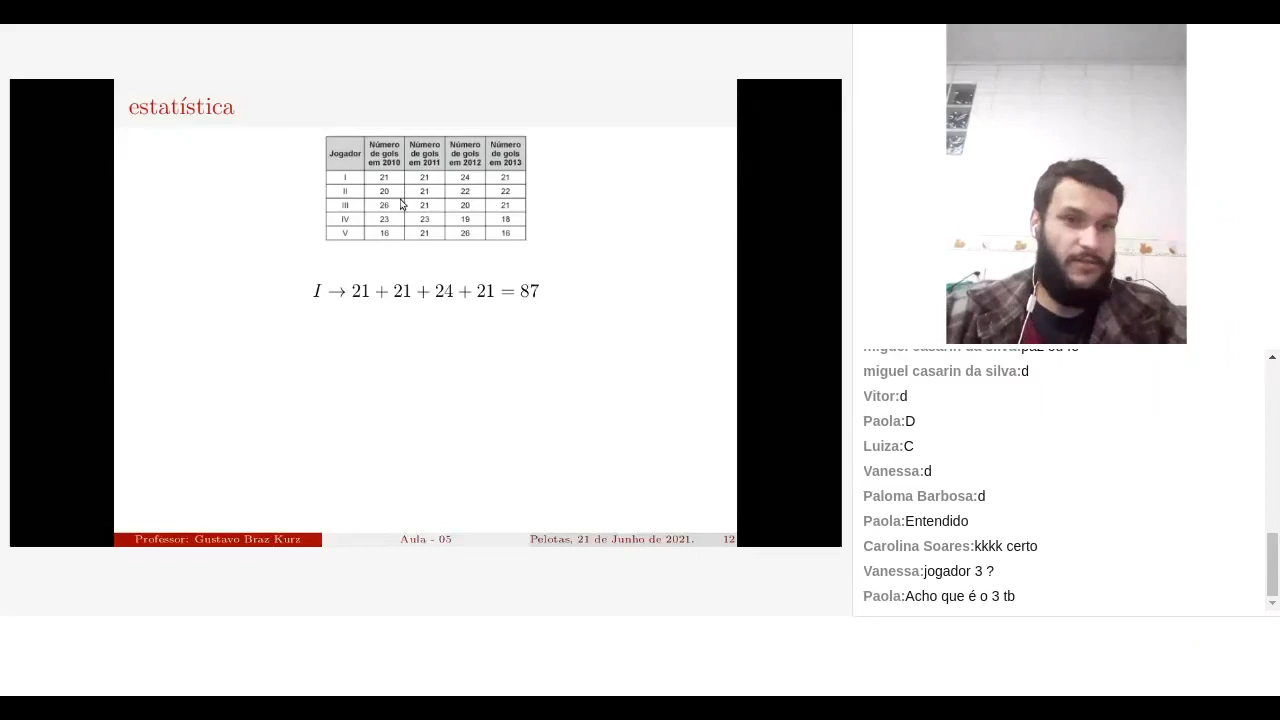 estatística
Jogador Número de gols em 2010 Número de gols em 2011 Número de gols em 2012 Número de gols em 2013
I 21 21 24 21
II 20 21 22 22
III 26 21 20 21
IV 23 23 19 18
V 16 21 26 16
I → 21 + 21 + 24 + 21 = 87
Professor: Gustavo Braz Kurz Aula - 05 Pelotas, 21 de Junho de 2021. 12
miguel casarin da silva:d
Vitor:d
Paola:D
Luiza:C
Vanessa:d
Paloma Barbosa:d
Paola:Entendido
Carolina Soares:kkkk certo
Vanessa:jogador 3 ?
Paola:Acho que é o 3 tb